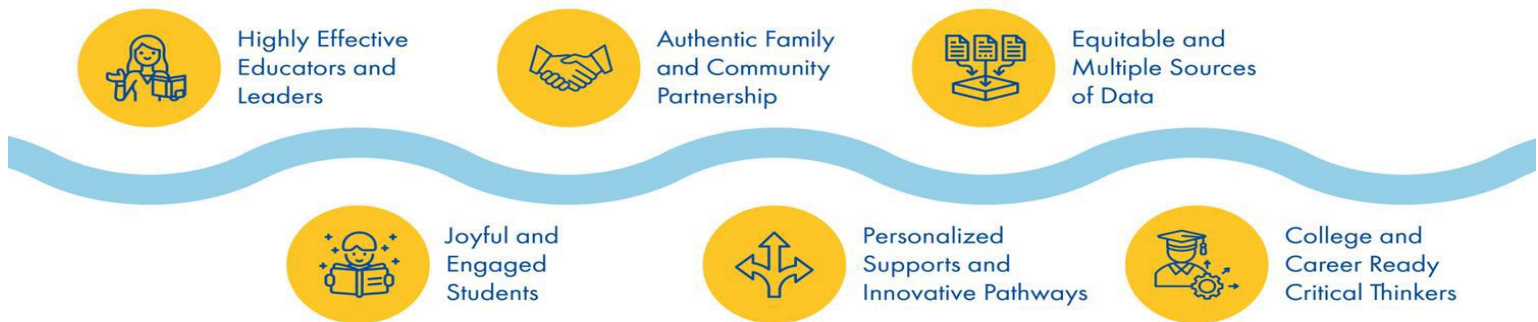 Highly Effective
Educators and
Leaders
Authentic Family
and Community
Partnership
Equitable and
Multiple Sources
of Data
Joyful and
Engaged
Students
Personalized
Supports and
Innovative Pathways
College and
Career Ready
Critical Thinkers